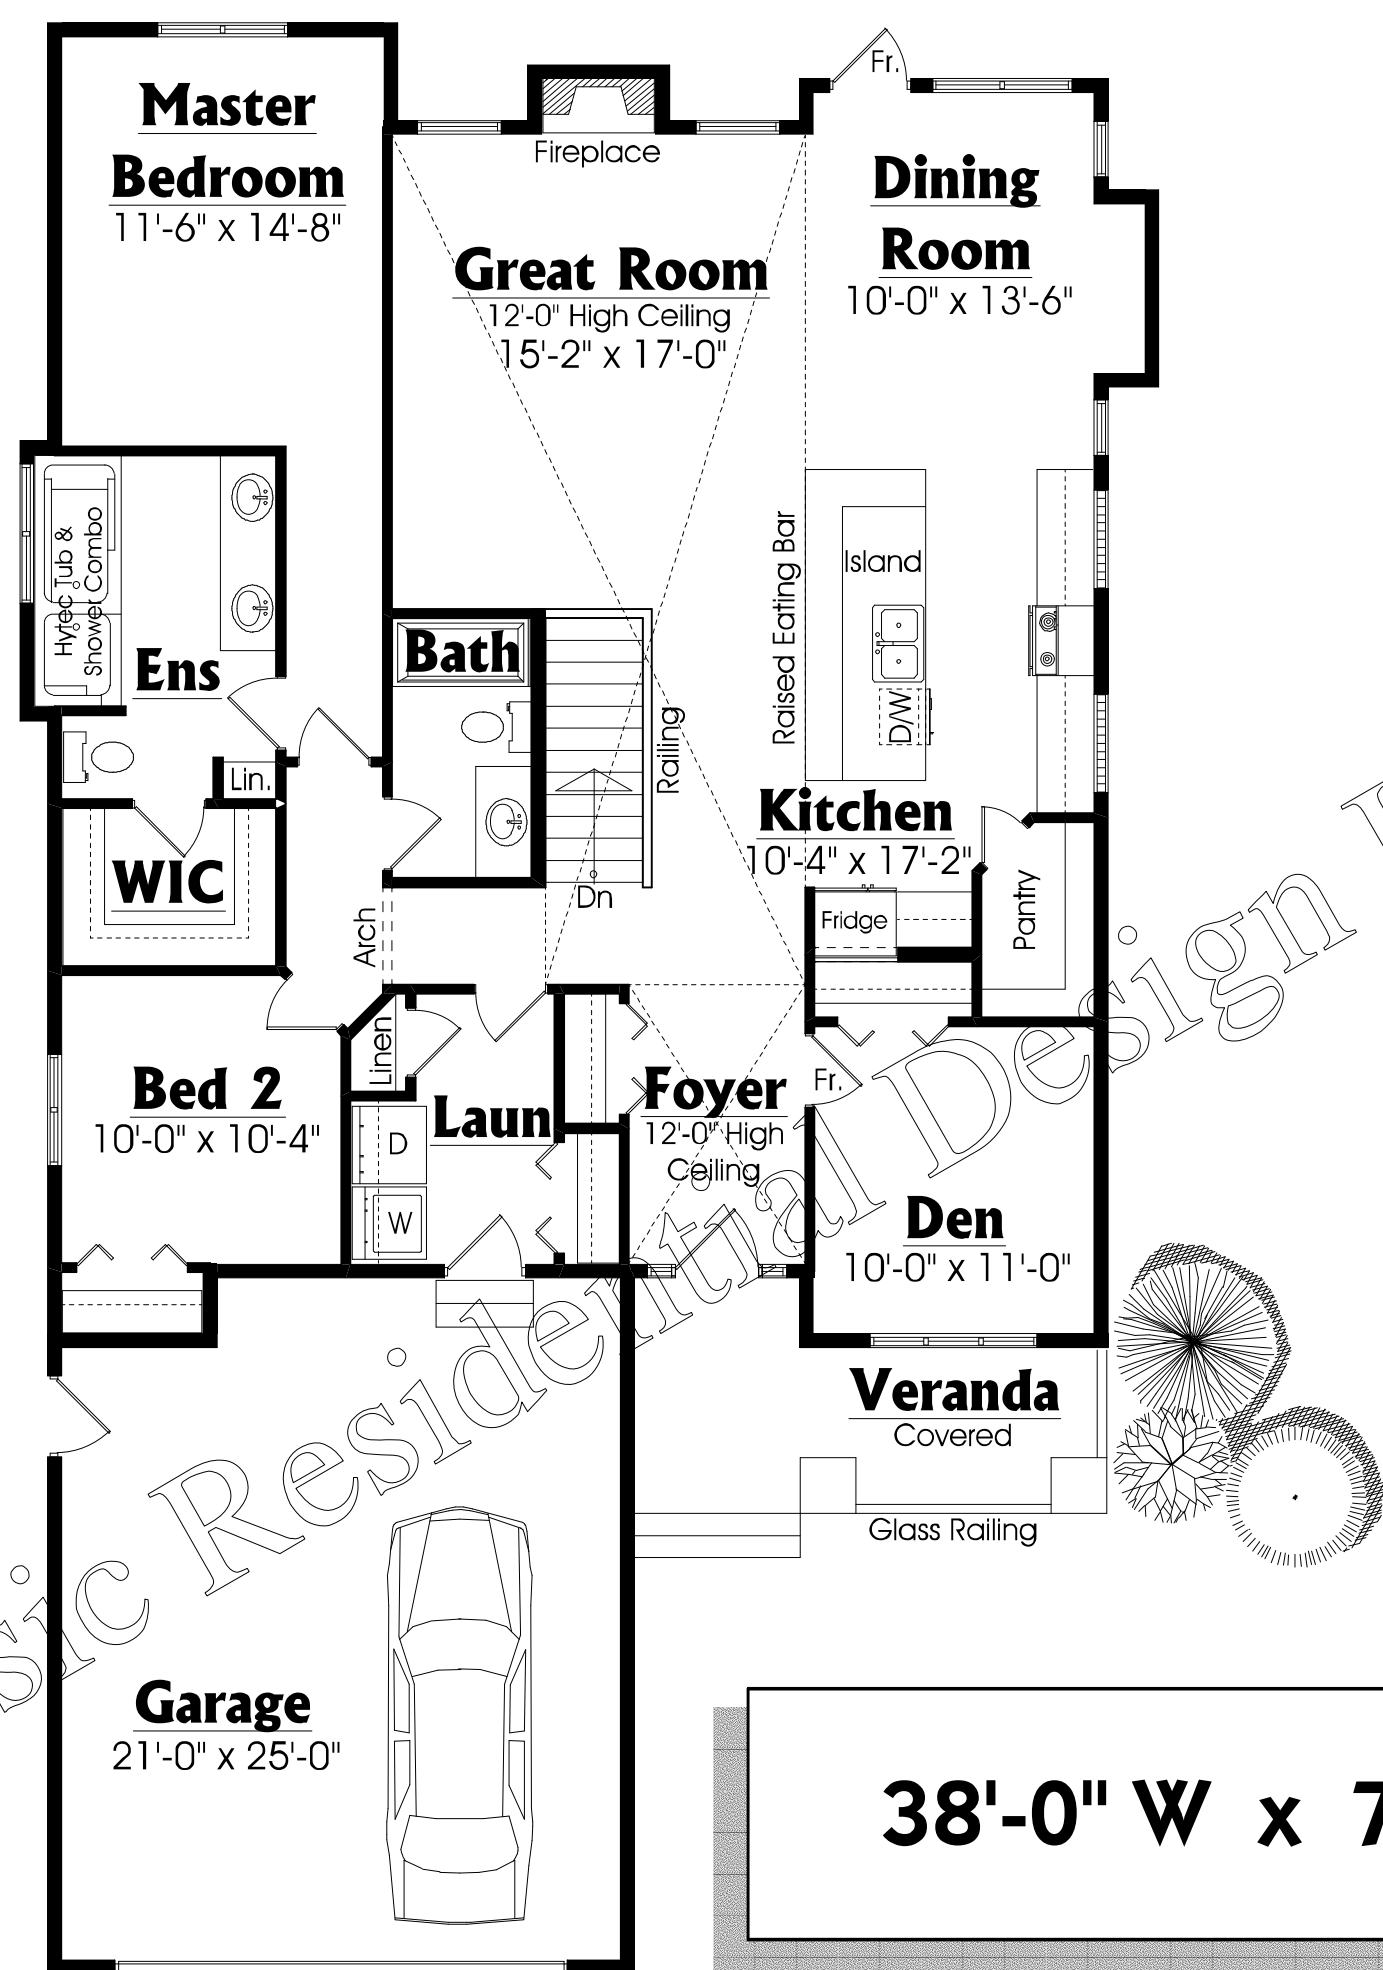 Fr.
Master
Bedroom
11'-6" x 14'-8"
Fireplace
Dining
Room
10'-0" x 13'-6"
Great Room
12'-0" High Ceiling
15'-2" x 17'-0"
Hytec Tub &
Shower Combo
Ens
Lin.
WIC
Bath
Railing
Dn
Arch
Raised Eating Bar
Island
D/W
Kitchen
10'-4" x 17'-2"
Fridge
Pantry
Linen
Bed 2
10'-0" x 10'-4"
D
W
Laun
Foyer
12'-0" High
Ceiling
Fr.
Den
10'-0" x 11'-0"
Veranda
Covered
Glass Railing
Garage
21'-0" x 25'-0"
38'-0" W x 7
sic Residential Design